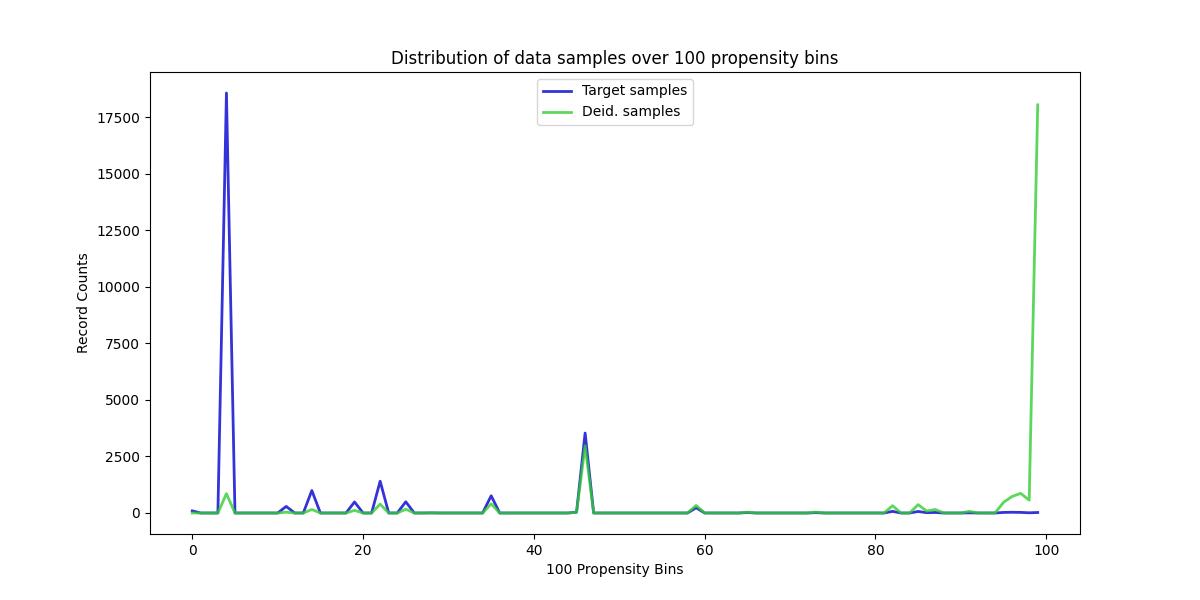 Distribution of data samples over 100 propensity bins
Target samples
Deid. samples
Record Counts
17500
15000
12500
10000
7500
5000
2500
0
0 20 40 60 80 100
100 Propensity Bins